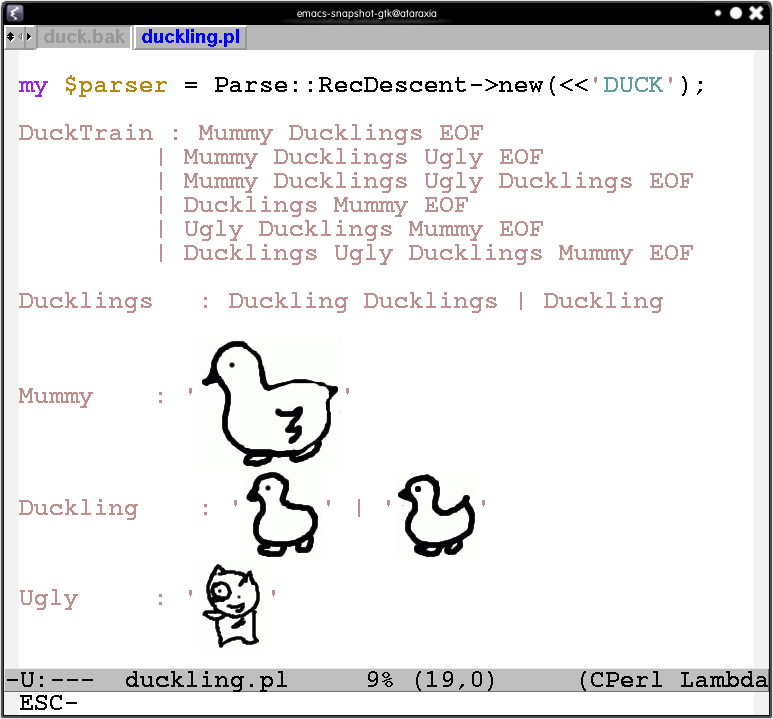 emacs-snapshot-gtk@ataraxia
duck.bak duckling.pl
my $parser = Parse::RecDescent->new(<<'DUCK');
DuckTrain : Mummy Ducklings EOF
| Mummy Ducklings Ugly EOF
| Mummy Ducklings Ugly Ducklings EOF
| Ducklings Mummy EOF
| Ugly Ducklings Mummy EOF
| Ducklings Ugly Ducklings Mummy EOF
Ducklings : Duckling Ducklings | Duckling
Mummy : ' '
Duckling : ' ' | ' '
Ugly : ' '
-U:--- duckling.pl 9% (19,0) (CPerl Lambda
ESC-